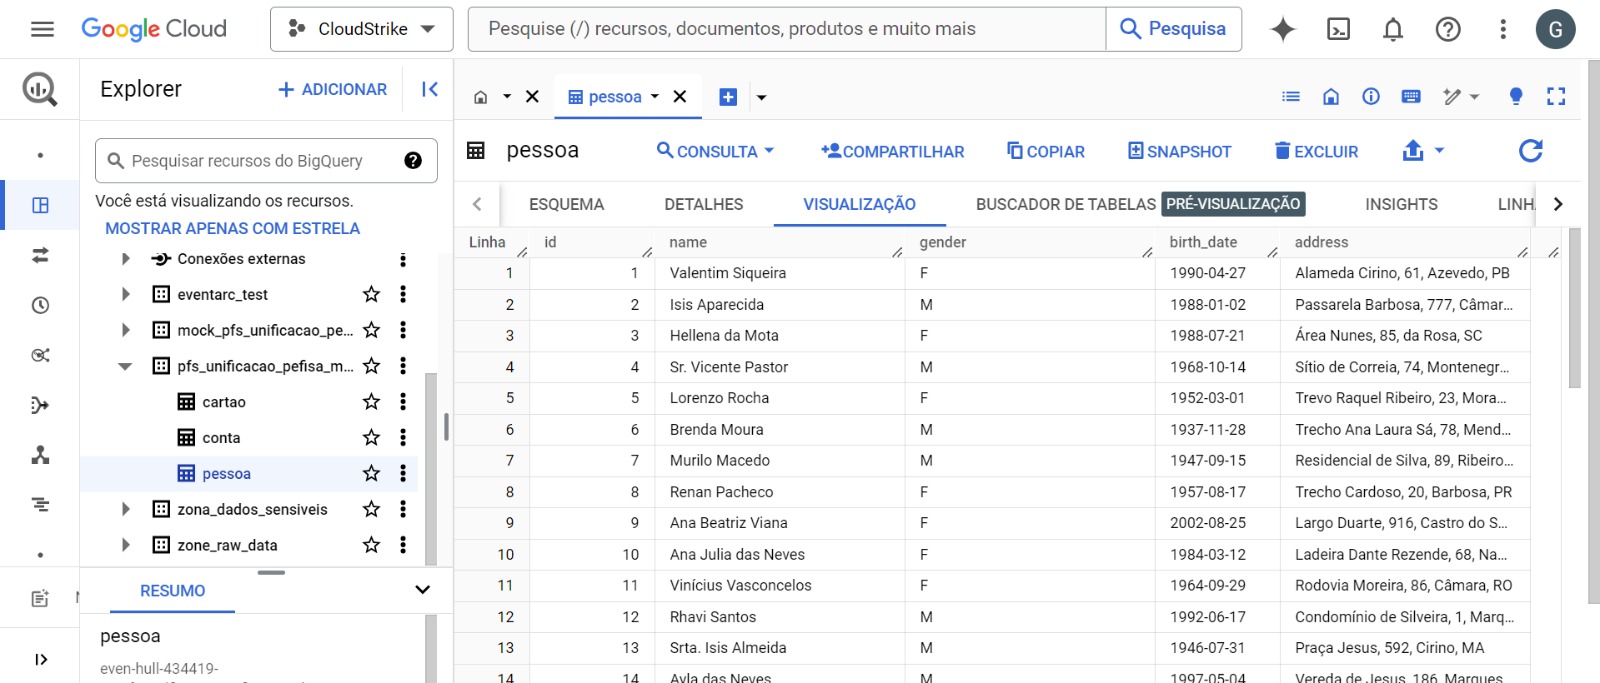 Google Cloud
CloudStrike
Pesquise (/) recursos, documentos, produtos e muito mais
Pesquisa
G
Explorer
+ ADICIONAR
Pesquisar recursos do BigQuery
Você está visualizando os recursos.
MOSTRAR APENAS COM ESTRELA
Conexões externas
eventarc_test
mock_pfs_unificacao_pe...
pfs_unificacao_pefisa_m...
cartao
conta
pessoa
zona_dados_sensiveis
zone_raw_data
RESUMO
pessoa
even-hull-434419-
pessoa
pessoa
CONSULTA
COMPARTILHAR
COPIAR
SNAPSHOT
EXCLUIR
ESQUEMA DETALHES VISUALIZAÇÃO BUSCADOR DE TABELAS PRÉ-VISUALIZAÇÃO INSIGHTS LINH
Linha id name gender birth_date address
1 1 Valentim Siqueira F 1990-04-27 Alameda Cirino, 61, Azevedo, PB
2 2 Isis Aparecida M 1988-01-02 Passarela Barbosa, 777, Câmar...
3 3 Hellena da Mota F 1988-07-21 Área Nunes, 85, da Rosa, SC
4 4 Sr. Vicente Pastor M 1968-10-14 Sítio de Correia, 74, Montenegr...
5 5 Lorenzo Rocha F 1952-03-01 Trevo Raquel Ribeiro, 23, Mora...
6 6 Brenda Moura M 1937-11-28 Trecho Ana Laura Sá, 78, Mend...
7 7 Murilo Macedo M 1947-09-15 Residencial de Silva, 89, Ribeiro...
8 8 Renan Pacheco F 1957-08-17 Trecho Cardoso, 20, Barbosa, PR
9 9 Ana Beatriz Viana F 2002-08-25 Largo Duarte, 916, Castro do S...
10 10 Ana Julia das Neves F 1984-03-12 Ladeira Dante Rezende, 68, Na...
11 11 Vinícius Vasconcelos F 1964-09-29 Rodovia Moreira, 86, Câmara, RO
12 12 Rhavi Santos M 1992-06-17 Condomínio de Silveira, 1, Marq...
13 13 Srta. Isis Almeida M 1946-07-31 Praça Jesus, 592, Cirino, MA
14 14 Ayla das Neves M 1997-05-04 Vereda de Jesus, 186, Marques